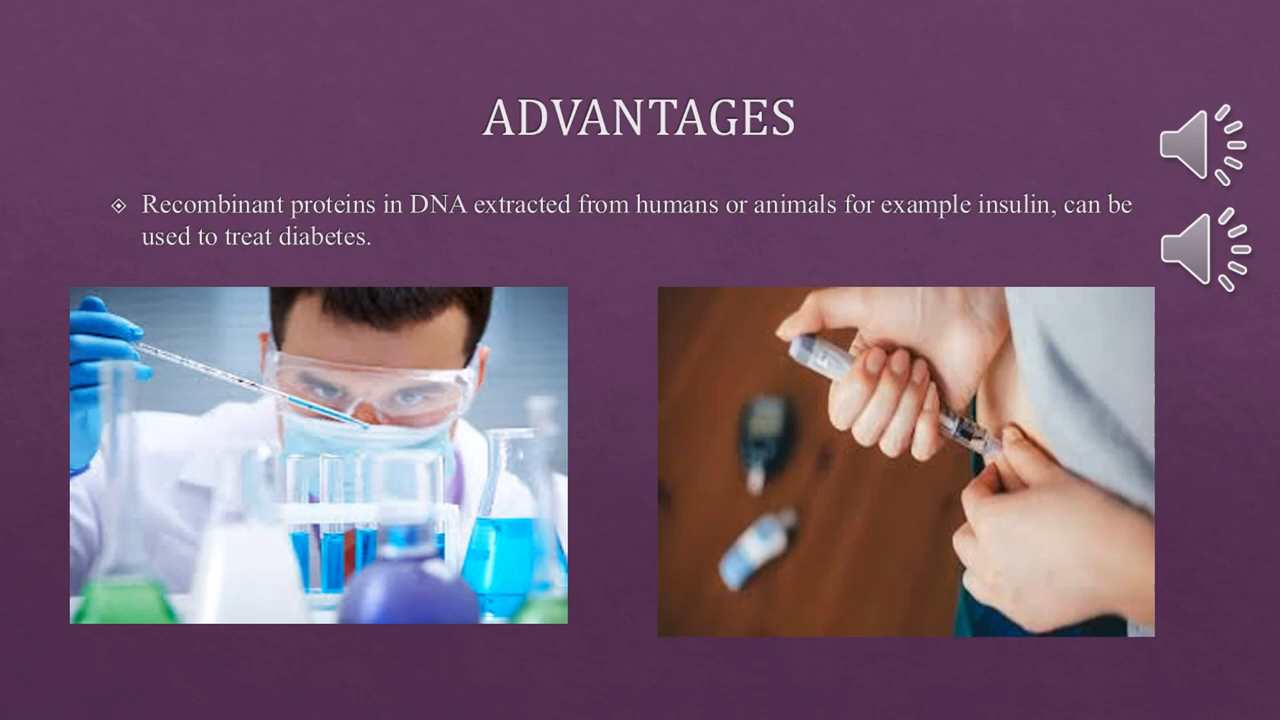 ADVANTAGES
Recombinant proteins in DNA extracted from humans or animals for example insulin, can be
used to treat diabetes.